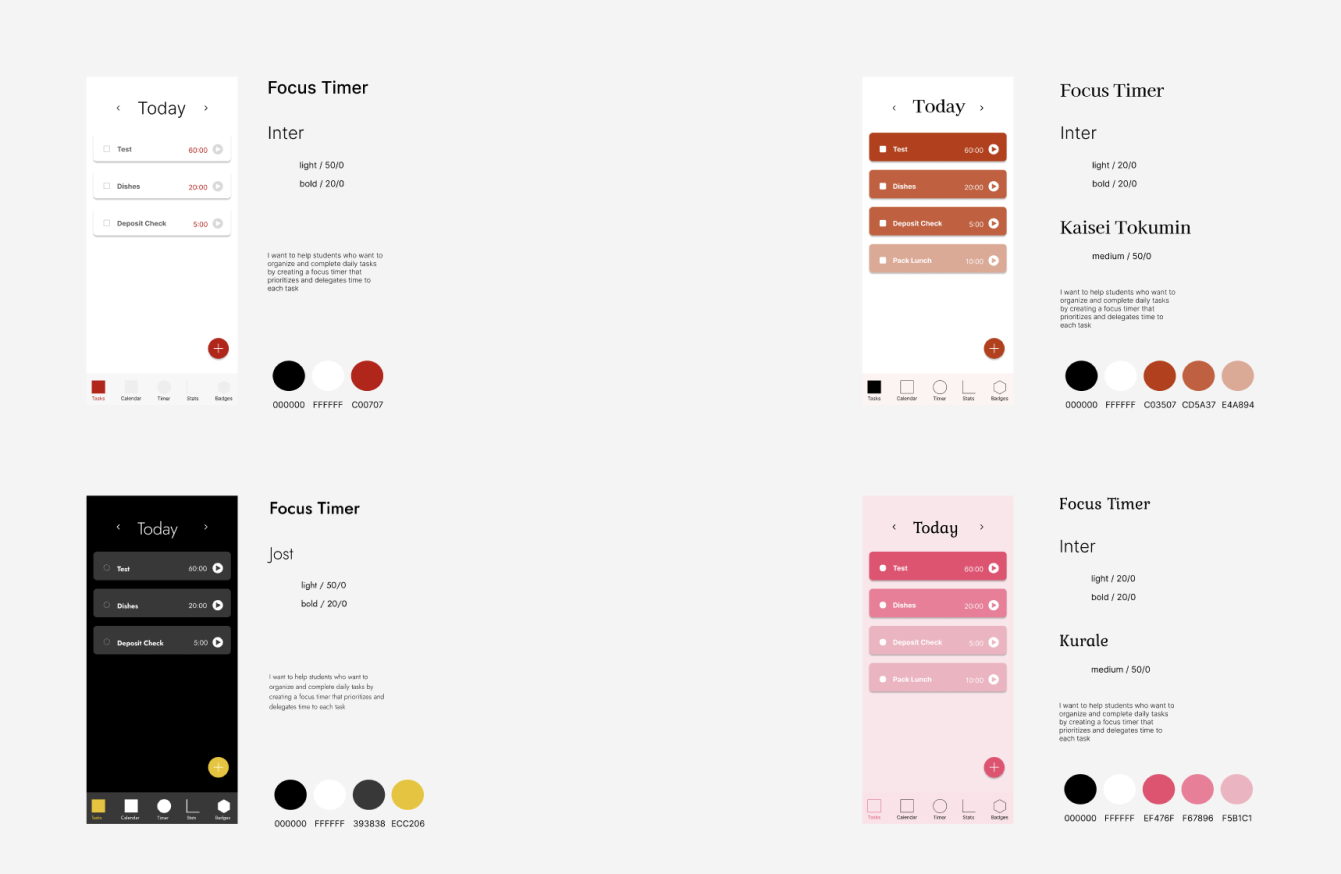 ‹ Today ›
Test 60:00
Dishes 20:00
Deposit Check 5:00
+
Tasks Calendar Timer Stats Badges
Focus Timer
Inter
light / 50/0
bold / 20/0
I want to help students who want to
organize and complete daily tasks
by creating a focus timer that
prioritizes and delegates time to
each task
000000 FFFFFF C00707
‹ Today ›
Test 60:00
Dishes 20:00
Deposit Check 5:00
Pack Lunch 10:00
+
Tasks Calendar Timer Stats Badges
Focus Timer
Inter
light / 20/0
bold / 20/0
Kaisei Tokumin
medium / 50/0
I want to help students who want to
organize and complete daily tasks
by creating a focus timer that
prioritizes and delegates time to
each task
000000 FFFFFF C03507 CD5A37 E4A894
‹ Today ›
Test 60:00
Dishes 20:00
Deposit Check 5:00
+
Tasks Calendar Timer Stats Badges
Focus Timer
Jost
light / 50/0
bold / 20/0
I want to help students who want to
organize and complete daily tasks by
creating a focus timer that prioritizes and
delegates time to each task
000000 FFFFFF 393838 ECC206
‹ Today ›
Test 60:00
Dishes 20:00
Deposit Check 5:00
Pack Lunch 10:00
+
Tasks Calendar Timer Stats Badges
Focus Timer
Inter
light / 20/0
bold / 20/0
Kurale
medium / 50/0
I want to help students who want to
organize and complete daily tasks
by creating a focus timer that
prioritizes and delegates time to
each task
000000 FFFFFF EF476F F67896 F5B1C1